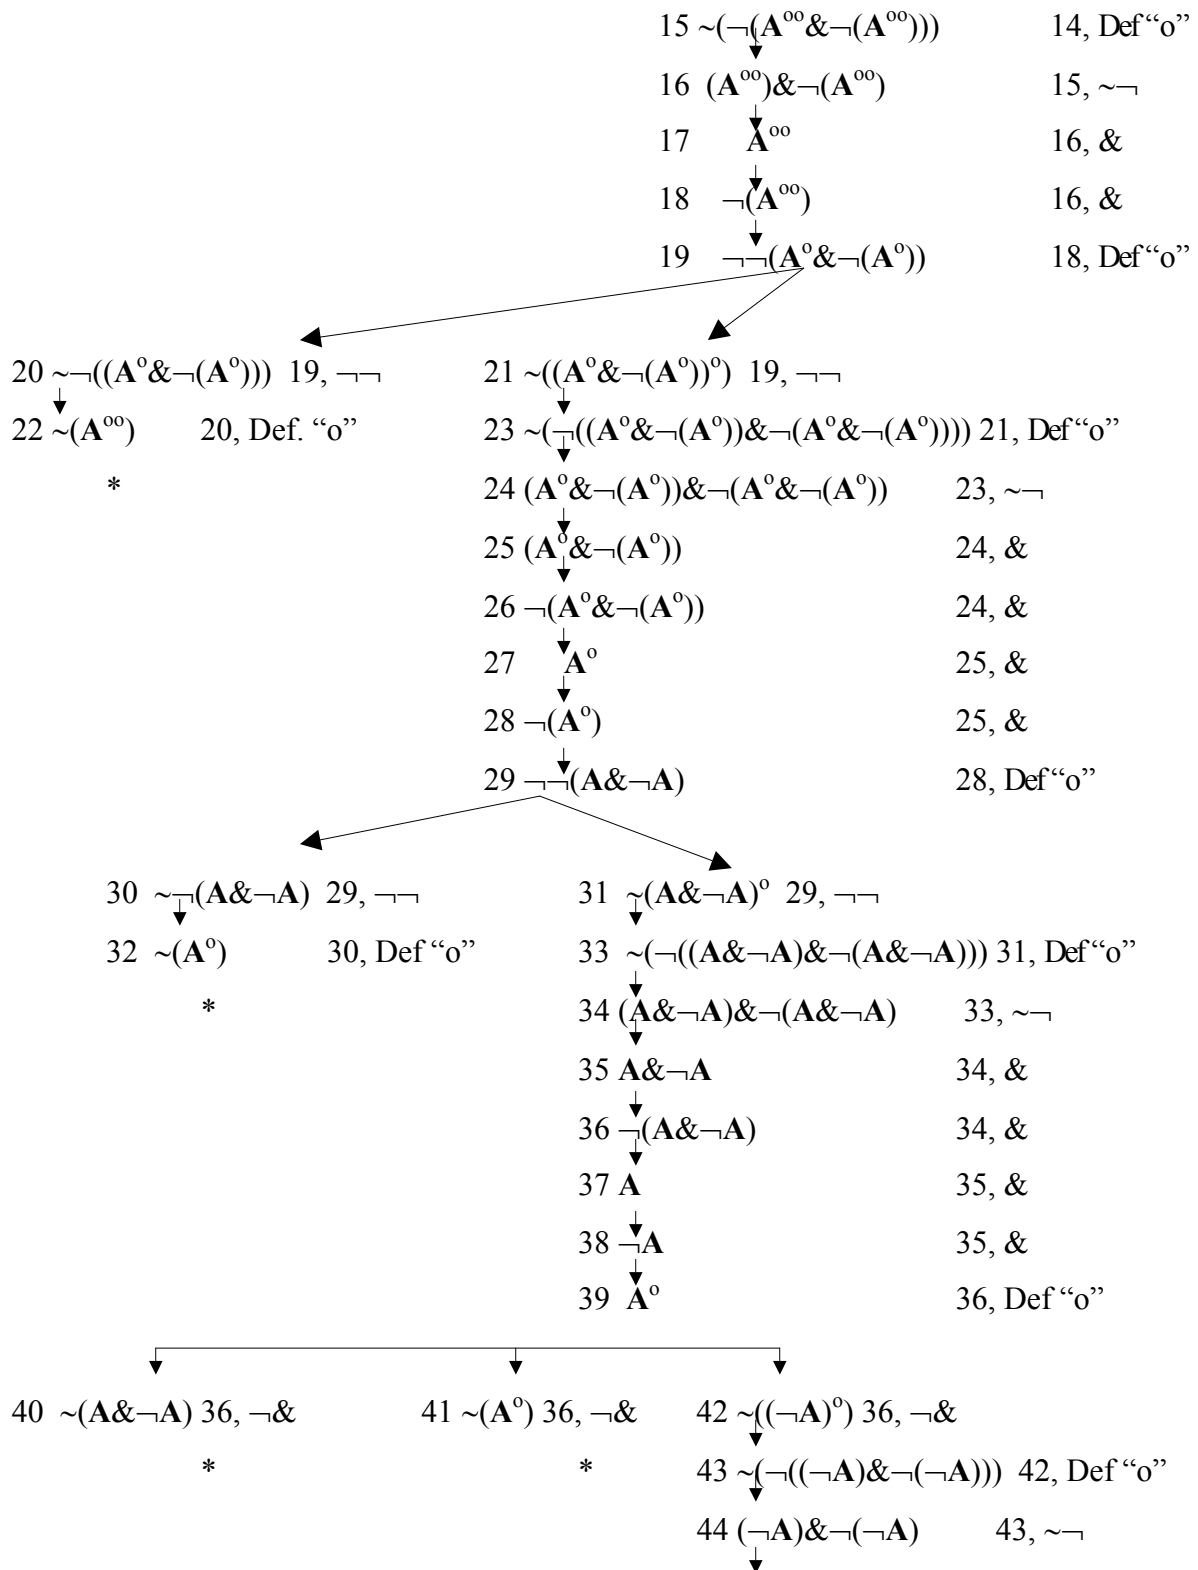 15 ~(¬(A^oo&¬(A^oo))) 14, Def“o”
16 (A^oo)&¬(A^oo) 15, ~¬
17 A^oo 16, &
18 ¬(A^oo) 16, &
19 ¬¬(A^o&¬(A^o)) 18, Def“o”
20 ~¬((A^o&¬(A^o))) 19, ¬¬ 21 ~((A^o&¬(A^o))^o) 19, ¬¬
22 ~(A^oo) 20, Def. “o” 23 ~(¬((A^o&¬(A^o))&¬(A^o&¬(A^o)))) 21, Def“o”
* 24 (A^o&¬(A^o))&¬(A^o&¬(A^o)) 23, ~¬
25 (A^o&¬(A^o)) 24, &
26 ¬(A^o&¬(A^o)) 24, &
27 A^o 25, &
28 ¬(A^o) 25, &
29 ¬¬(A&¬A) 28, Def“o”
30 ~¬(A&¬A) 29, ¬¬ 31 ~(A&¬A)^o 29, ¬¬
32 ~(A^o) 30, Def“o” 33 ~(¬((A&¬A)&¬(A&¬A))) 31, Def“o”
* 34 (A&¬A)&¬(A&¬A) 33, ~¬
35 A&¬A 34, &
36 ¬(A&¬A) 34, &
37 A 35, &
38 ¬A 35, &
39 A^o 36, Def “o”
40 ~(A&¬A) 36, ¬& 41 ~(A^o) 36, ¬& 42 ~((¬A)^o) 36, ¬&
* * 43 ~(¬((¬A)&¬(¬A))) 42, Def “o”
44 (¬A)&¬(¬A) 43, ~¬